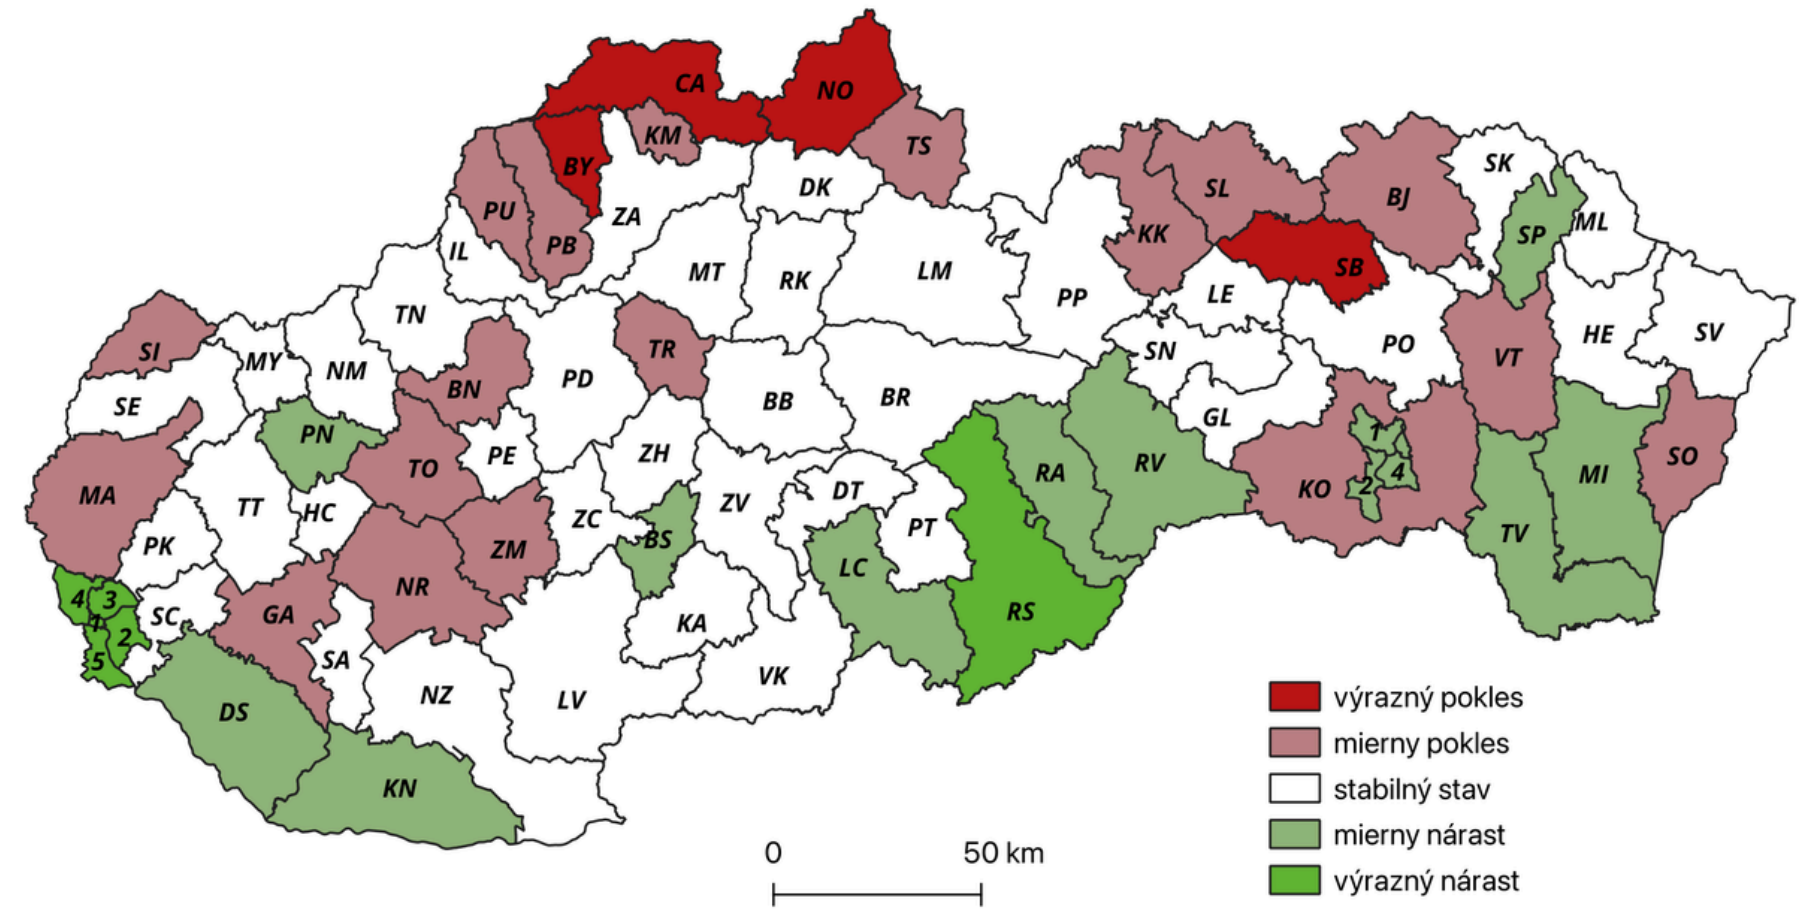 CA
NO
KM
TS
BY
SK
PU
DK
SL
BJ
ZA
ML
IL
PB
KK
SP
MT
RK
LM
SB
PP
LE
TN
HE
SV
SI
MY
NM
TR
SN
PO
VT
BN
PD
SE
BB
BR
GL
PN
1
PE
ZH
TO
RA
RV
4
SO
MA
KO
2
MI
TT
HC
ZC
ZV
DT
PT
TV
PK
ZM
BS
LC
NR
4
3
SC
GA
KA
RS
1
2
5
SA
VK
DS
NZ
LV
KN
výrazný pokles
mierny pokles
stabilný stav
mierny nárast
výrazný nárast
0 50 km